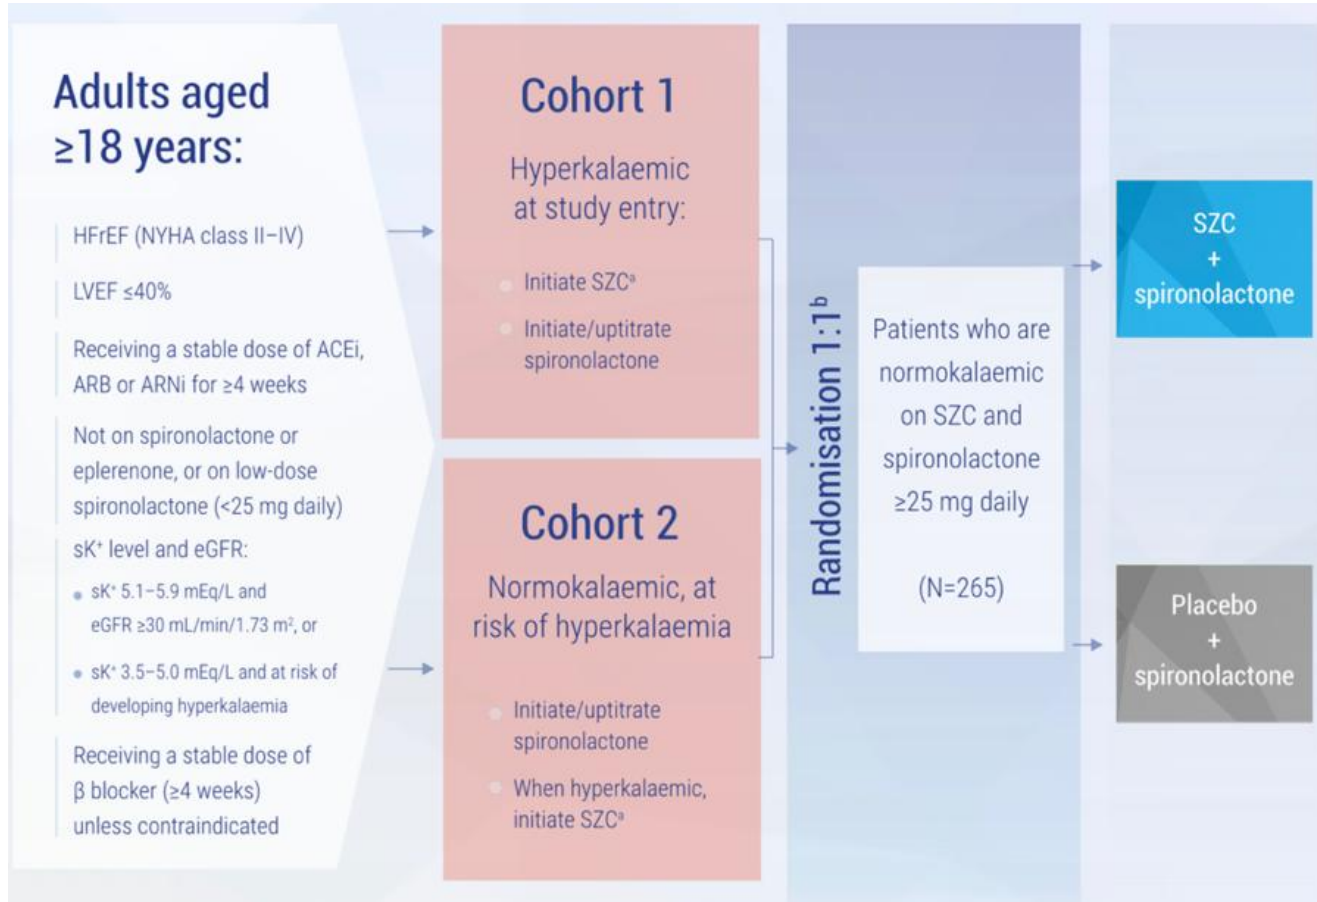 Adults aged
≥18 years:
HFrEF (NYHA class II–IV)
LVEF ≤40%
Receiving a stable dose of ACEi,
ARB or ARNi for ≥4 weeks
Not on spironolactone or
eplerenone, or on low-dose
spironolactone (<25 mg daily)
sK⁺ level and eGFR:
• sK⁺ 5.1–5.9 mEq/L and
eGFR ≥30 mL/min/1.73 m², or
• sK⁺ 3.5–5.0 mEq/L and at risk of
developing hyperkalaemia
Receiving a stable dose of
β blocker (≥4 weeks)
unless contraindicated
Cohort 1
Hyperkalaemic
at study entry:
• Initiate SZCᵃ
• Initiate/uptitrate
spironolactone
Cohort 2
Normokalaemic, at
risk of hyperkalaemia
• Initiate/uptitrate
spironolactone
• When hyperkalaemic,
initiate SZCᵃ
Randomisation 1:1ᵇ
Patients who are
normokalaemic
on SZC and
spironolactone
≥25 mg daily
(N=265)
SZC
+
spironolactone
Placebo
+
spironolactone